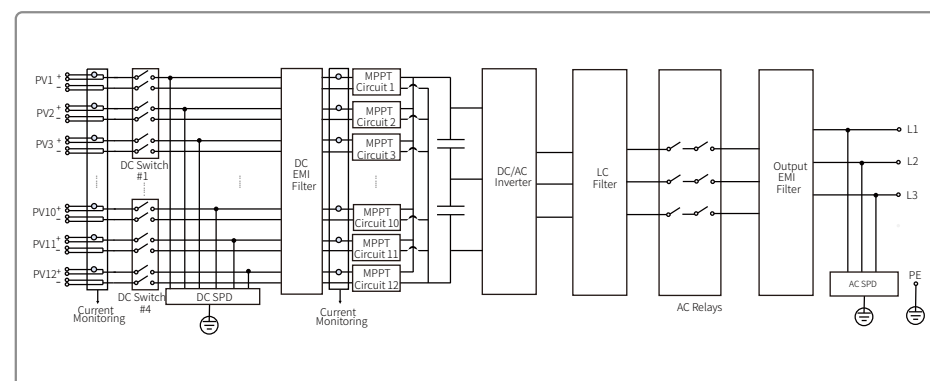 PV1 +
−
PV2 +
−
PV3 +
−
DC Switch
#1
PV10 +
−
PV11 +
−
PV12 +
−
Current
Monitoring
DC Switch
#4
DC SPD
DC
EMI
Filter
Current
Monitoring
MPPT
Circuit 1
MPPT
Circuit 2
MPPT
Circuit 3
MPPT
Circuit 10
MPPT
Circuit 11
MPPT
Circuit 12
DC/AC
Inverter
LC
Filter
AC Relays
Output
EMI
Filter
L1
L2
L3
AC SPD
PE